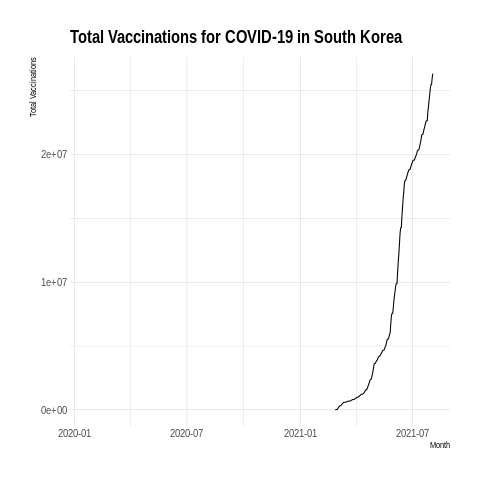 Total Vaccinations for COVID-19 in South Korea
Total Vaccinations
2e+07
1e+07
0e+00
2020-01 2020-07 2021-01 2021-07
Month